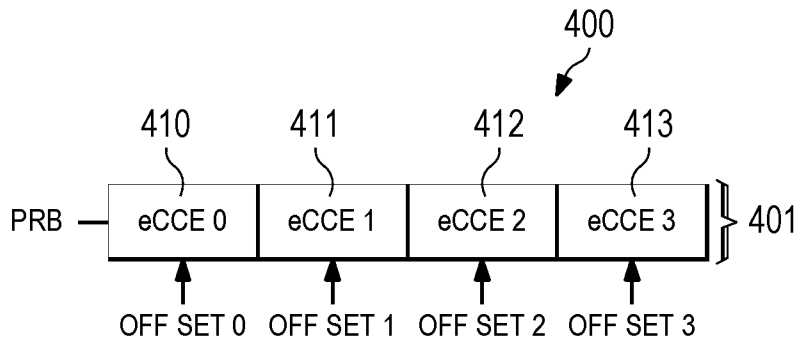 400
410 411 412 413
PRB eCCE 0 eCCE 1 eCCE 2 eCCE 3 401
OFF SET 0 OFF SET 1 OFF SET 2 OFF SET 3